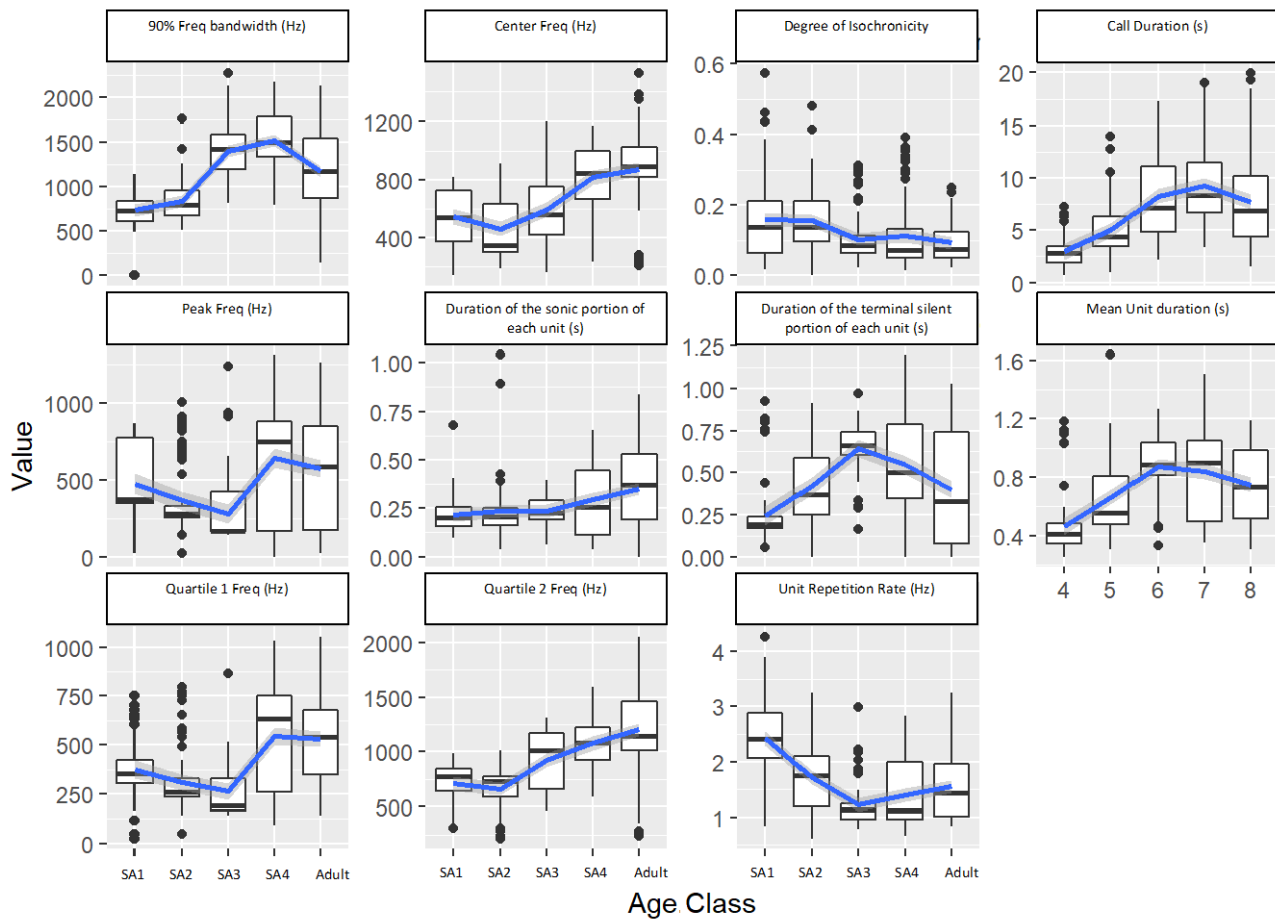 90% Freq bandwidth (Hz)
Center Freq (Hz)
Degree of Isochronicity
Call Duration (s)
2000
1500
1000
500
0
1200
800
400
0.6
0.4
0.2
0.0
20
15
10
5
0
Peak Freq (Hz)
Duration of the sonic portion of
each unit (s)
Duration of the terminal silent
portion of each unit (s)
Mean Unit duration (s)
1000
500
0
1.00
0.75
0.50
0.25
0.00
1.25
1.00
0.75
0.50
0.25
0.00
1.6
1.2
0.8
0.4
4 5 6 7 8
Value
Quartile 1 Freq (Hz)
Quartile 2 Freq (Hz)
Unit Repetition Rate (Hz)
1000
750
500
250
0
2000
1500
1000
500
4
3
2
1
SA1 SA2 SA3 SA4 Adult
SA1 SA2 SA3 SA4 Adult
SA1 SA2 SA3 SA4 Adult
Age Class